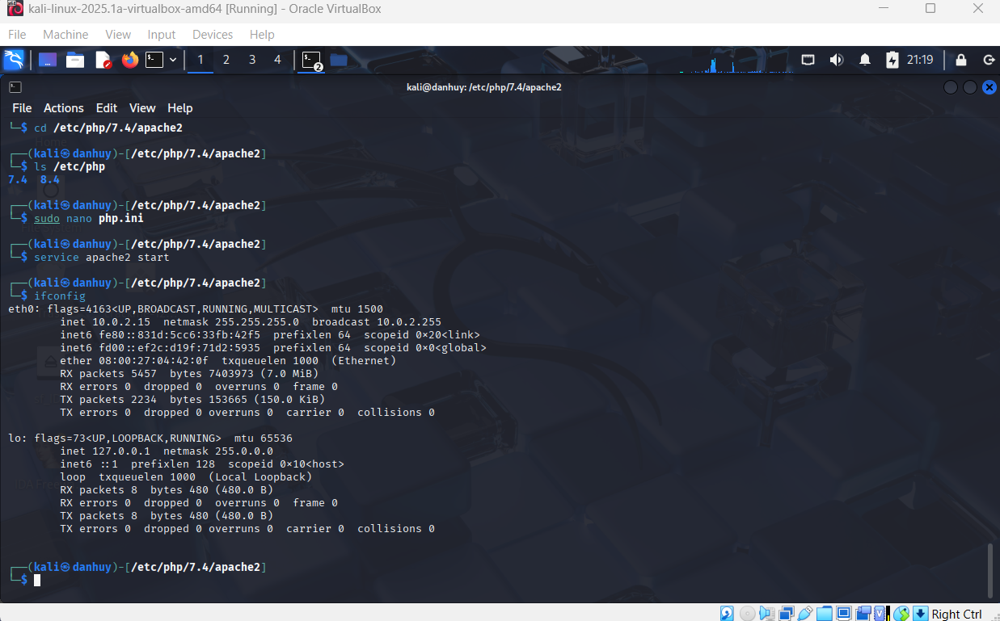 kali-linux-2025.1a-virtualbox-amd64 [Running] - Oracle VirtualBox
File Machine View Input Devices Help
1 2 3 4 2 21:19
kali@danhuy: /etc/php/7.4/apache2
File Actions Edit View Help
└─$ cd /etc/php/7.4/apache2
┌──(kali㉿danhuy)-[/etc/php/7.4/apache2]
└─$ ls /etc/php
7.4 8.4
┌──(kali㉿danhuy)-[/etc/php/7.4/apache2]
└─$ sudo nano php.ini
┌──(kali㉿danhuy)-[/etc/php/7.4/apache2]
└─$ service apache2 start
┌──(kali㉿danhuy)-[/etc/php/7.4/apache2]
└─$ ifconfig
eth0: flags=4163<UP,BROADCAST,RUNNING,MULTICAST>  mtu 1500
        inet 10.0.2.15  netmask 255.255.255.0  broadcast 10.0.2.255
        inet6 fe80::831d:5cc6:33fb:42f5  prefixlen 64  scopeid 0×20<link>
        inet6 fd00::ef2c:d19f:71d2:5935  prefixlen 64  scopeid 0×0<global>
        ether 08:00:27:04:42:0f  txqueuelen 1000  (Ethernet)
        RX packets 5457  bytes 7403973 (7.0 MiB)
        RX errors 0  dropped 0  overruns 0  frame 0
        TX packets 2234  bytes 153665 (150.0 KiB)
        TX errors 0  dropped 0 overruns 0  carrier 0  collisions 0
lo: flags=73<UP,LOOPBACK,RUNNING>  mtu 65536
        inet 127.0.0.1  netmask 255.0.0.0
        inet6 ::1  prefixlen 128  scopeid 0×10<host>
        loop  txqueuelen 1000  (Local Loopback)
        RX packets 8  bytes 480 (480.0 B)
        RX errors 0  dropped 0  overruns 0  frame 0
        TX packets 8  bytes 480 (480.0 B)
        TX errors 0  dropped 0 overruns 0  carrier 0  collisions 0
┌──(kali㉿danhuy)-[/etc/php/7.4/apache2]
└─$
Right Ctrl